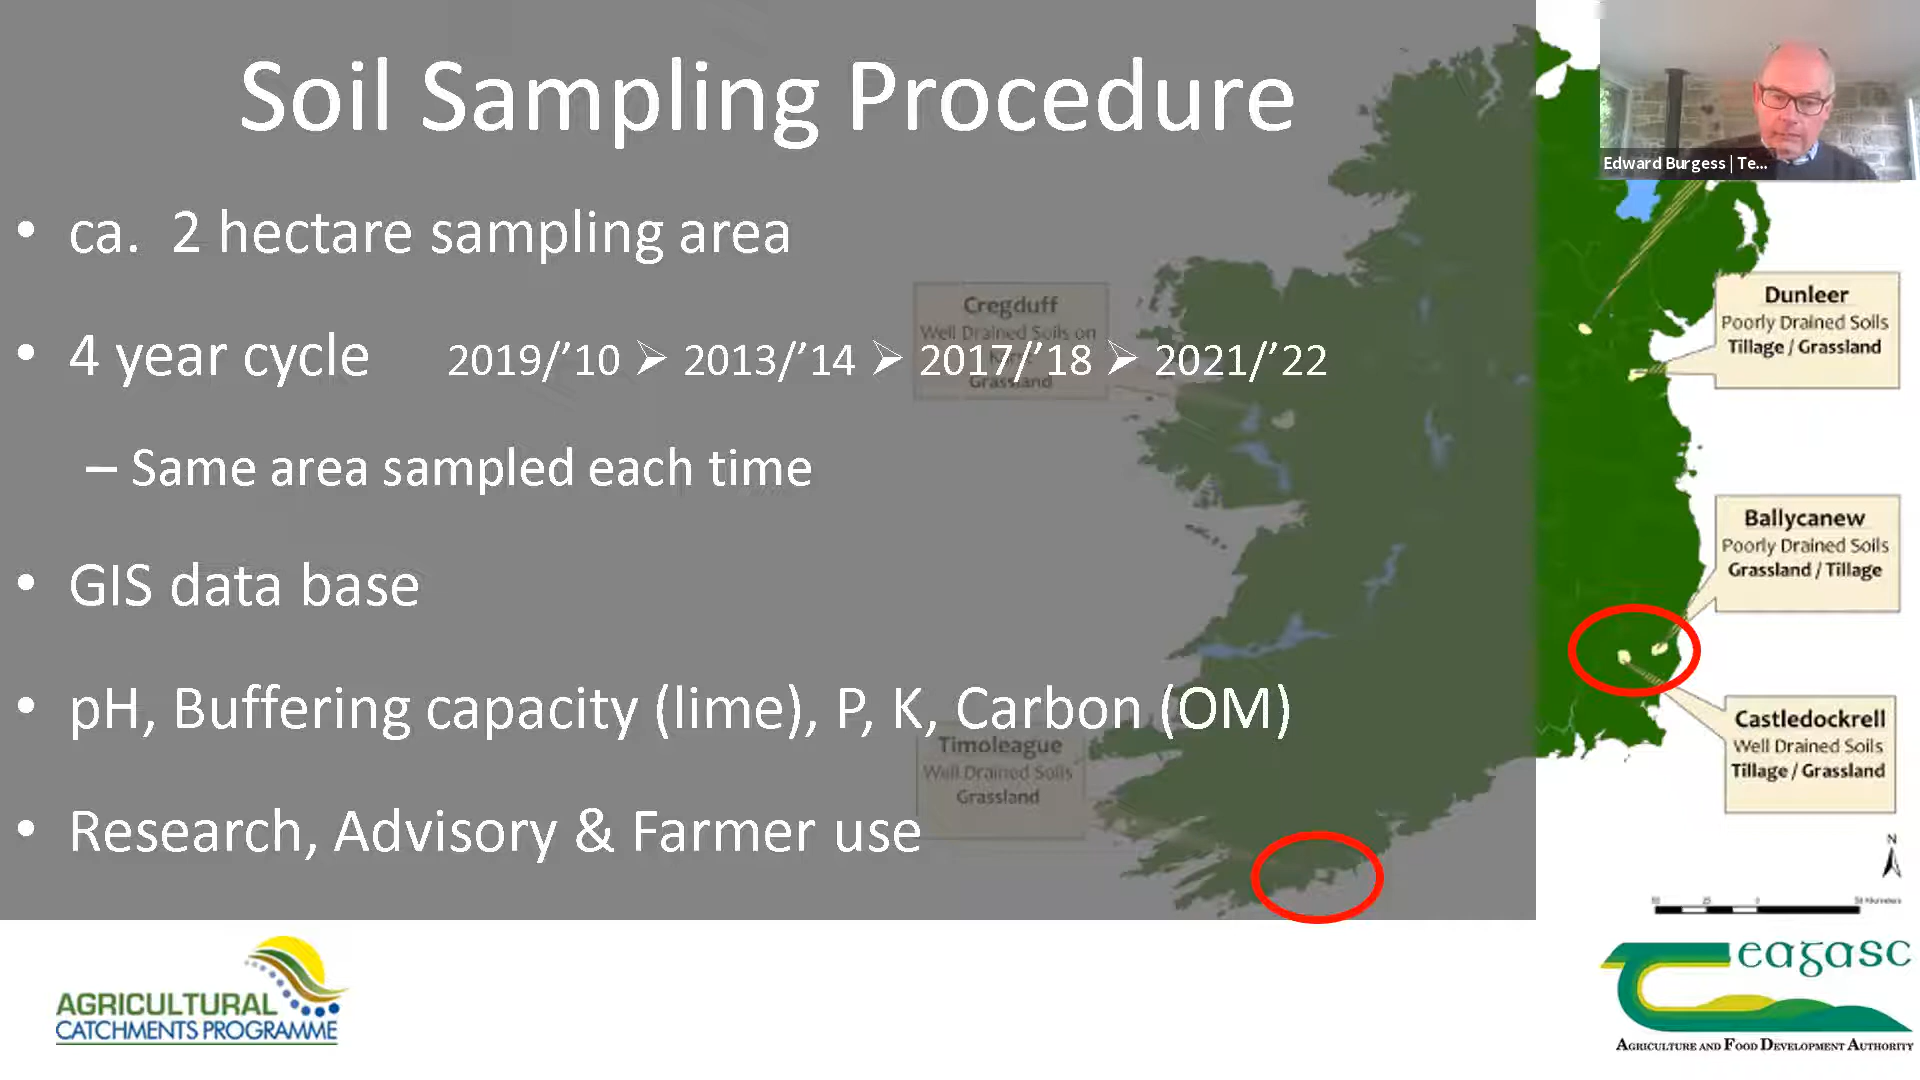 Soil Sampling Procedure
Edward Burgess | Te...
• ca. 2 hectare sampling area
• 4 year cycle 2019/’10 ➢ 2013/’14 ➢ 2017/’18 ➢ 2021/’22
– Same area sampled each time
• GIS data base
• pH, Buffering capacity (lime), P, K, Carbon (OM)
• Research, Advisory & Farmer use
Cregduff
Well Drained Soils on
Grassland
Dunleer
Poorly Drained Soils
Tillage / Grassland
Ballycanew
Poorly Drained Soils
Grassland / Tillage
Castledockrell
Well Drained Soils
Tillage / Grassland
Timoleague
Well Drained Soils
Grassland
N
AGRICULTURAL
CATCHMENTS PROGRAMME
Teagasc
AGRICULTURE AND FOOD DEVELOPMENT AUTHORITY